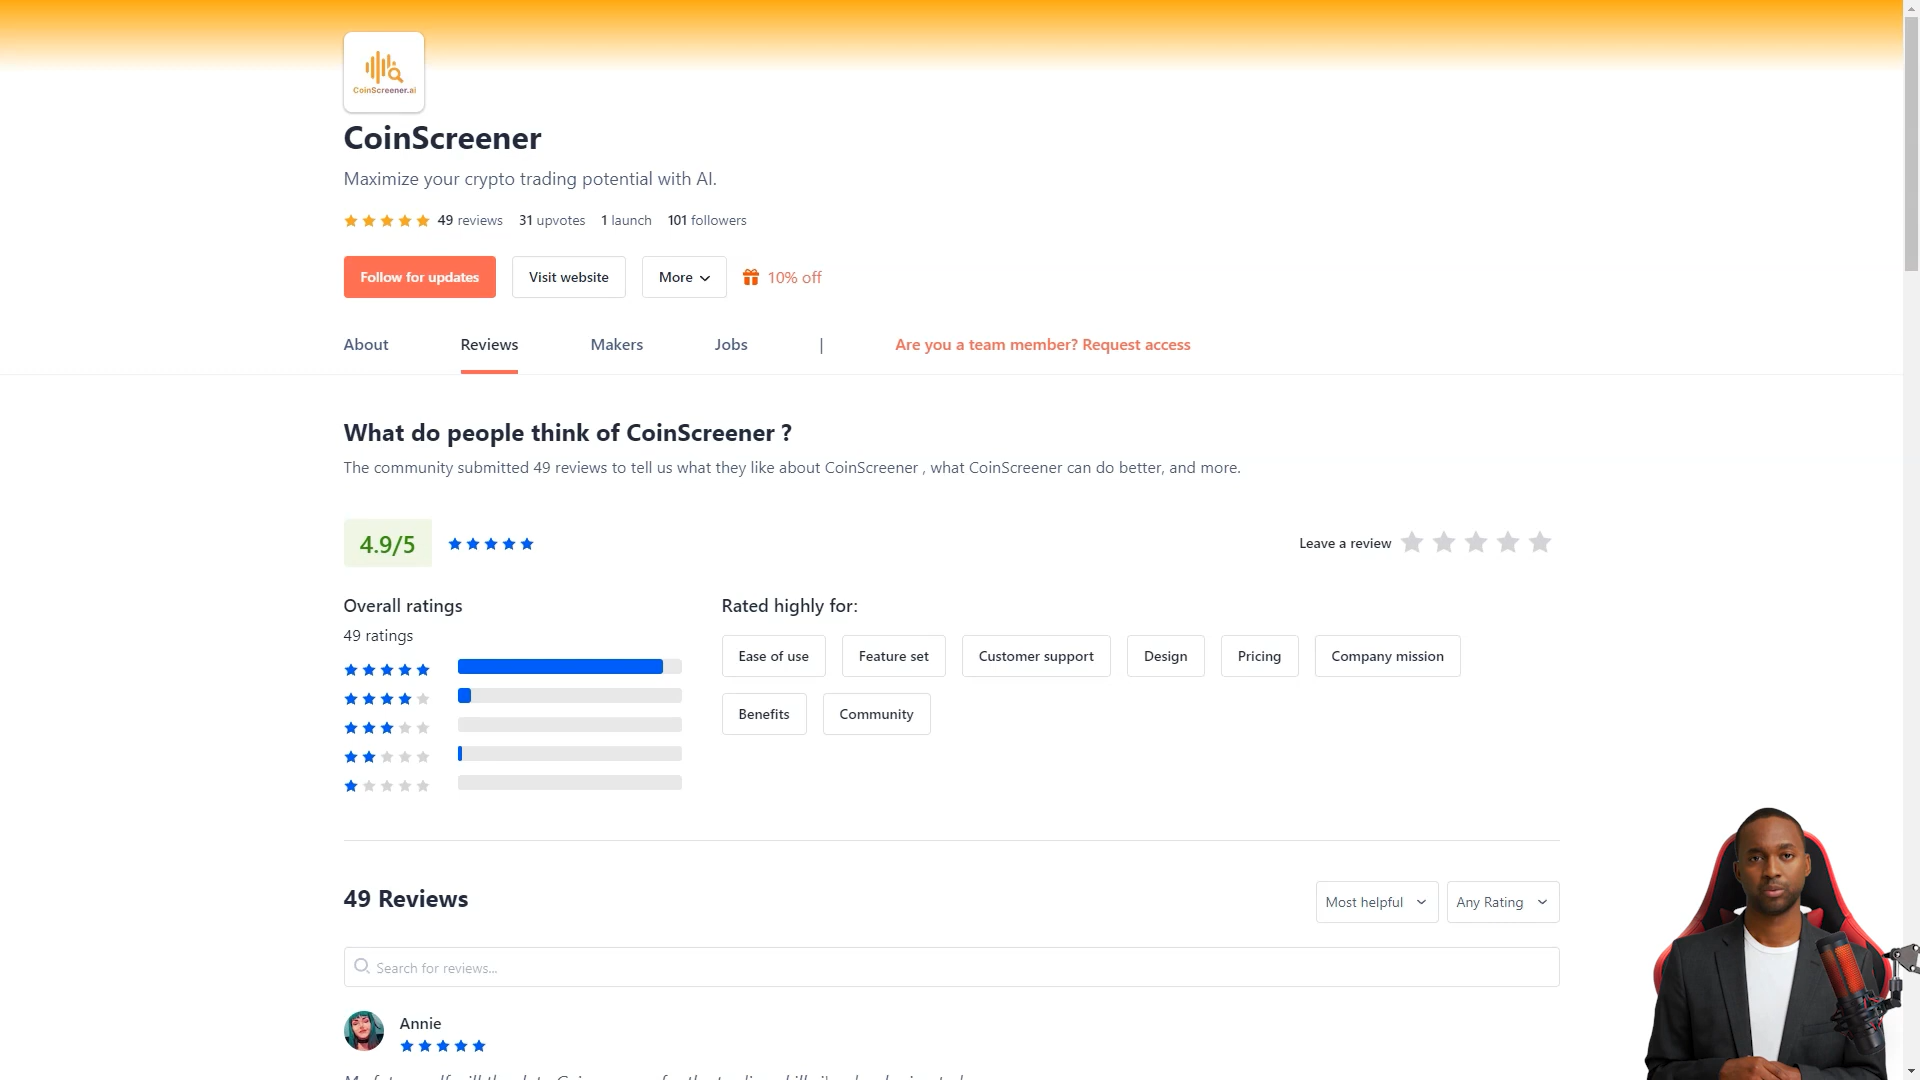 CoinScreener.ai
CoinScreener
Maximize your crypto trading potential with AI.
49 reviews 31 upvotes 1 launch 101 followers
Follow for updates Visit website More 10% off
About Reviews Makers Jobs | Are you a team member? Request access
What do people think of CoinScreener ?
The community submitted 49 reviews to tell us what they like about CoinScreener , what CoinScreener can do better, and more.
4.9/5 Leave a review
Overall ratings Rated highly for:
49 ratings
Ease of use Feature set Customer support Design Pricing Company mission
Benefits Community
49 Reviews Most helpful Any Rating
Search for reviews...
Annie